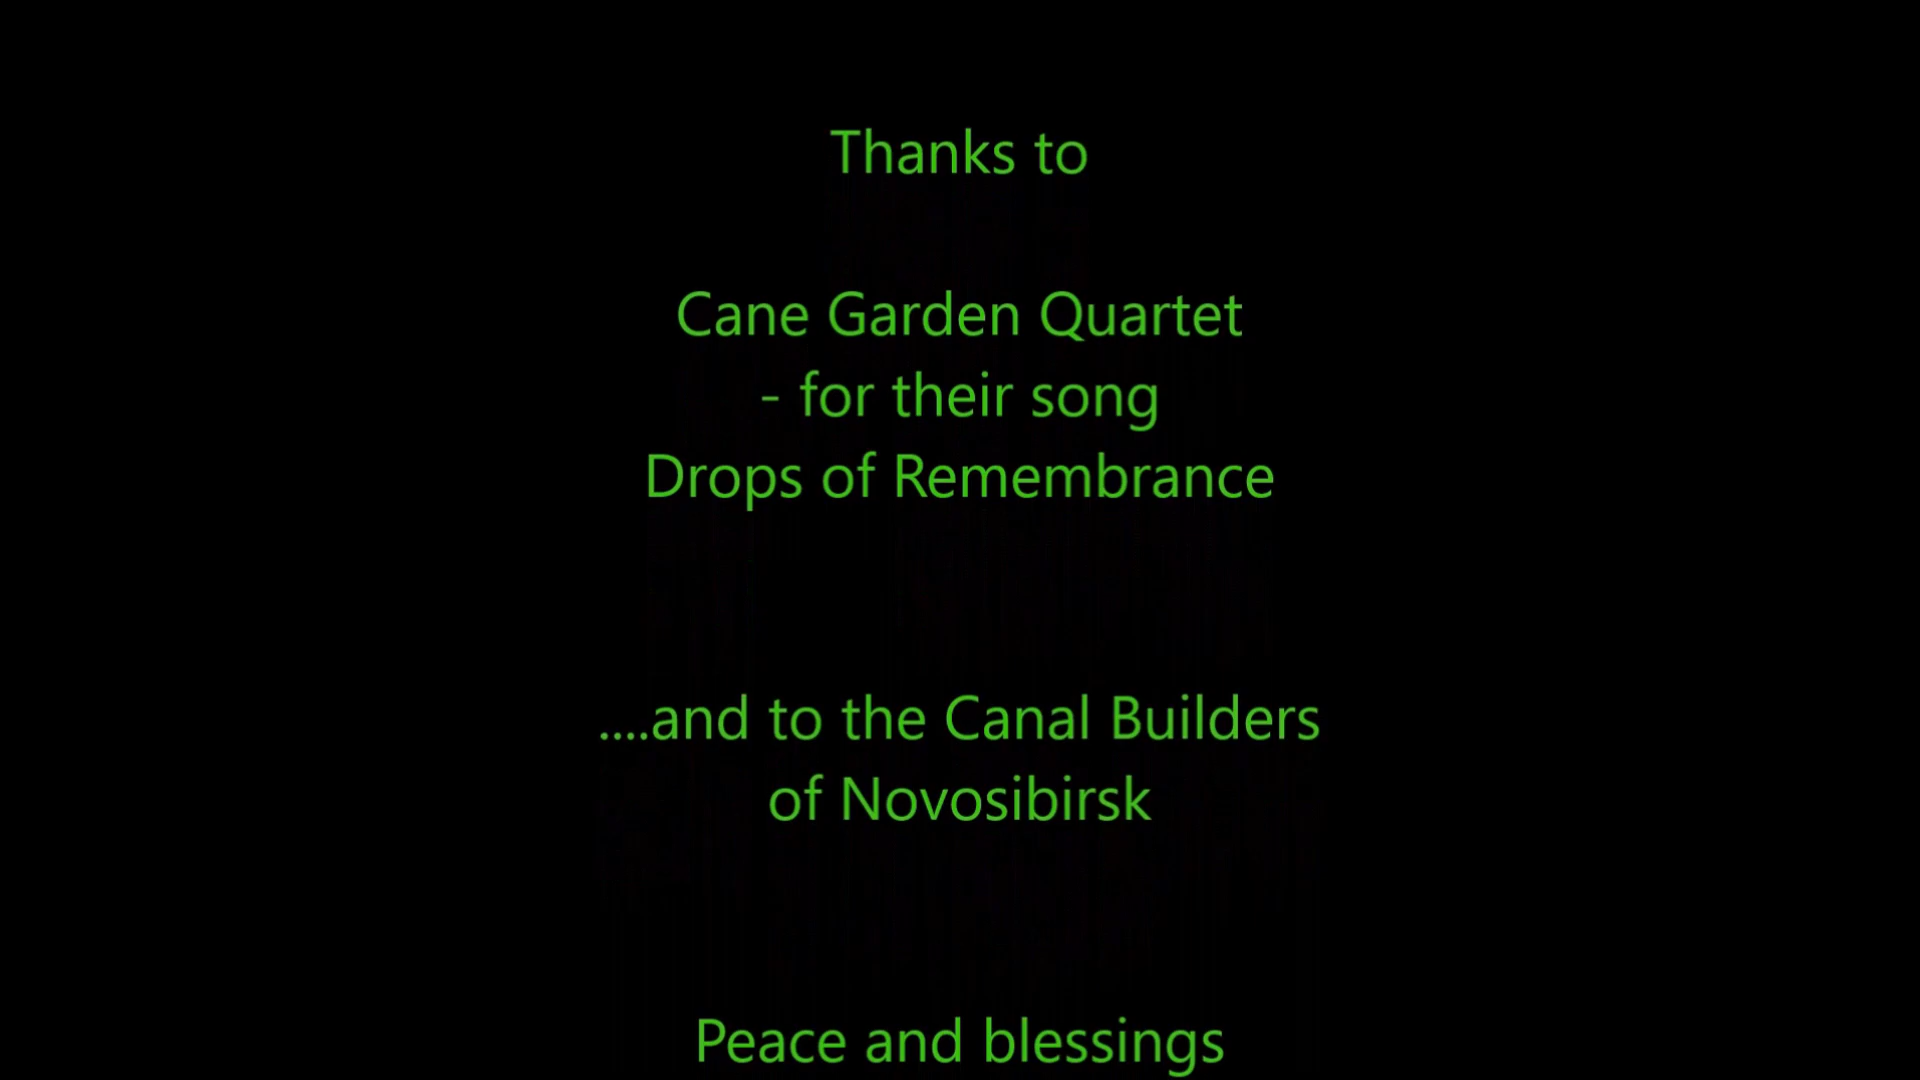 Thanks to
Cane Garden Quartet
- for their song
Drops of Remembrance
....and to the Canal Builders
of Novosibirsk
Peace and blessings